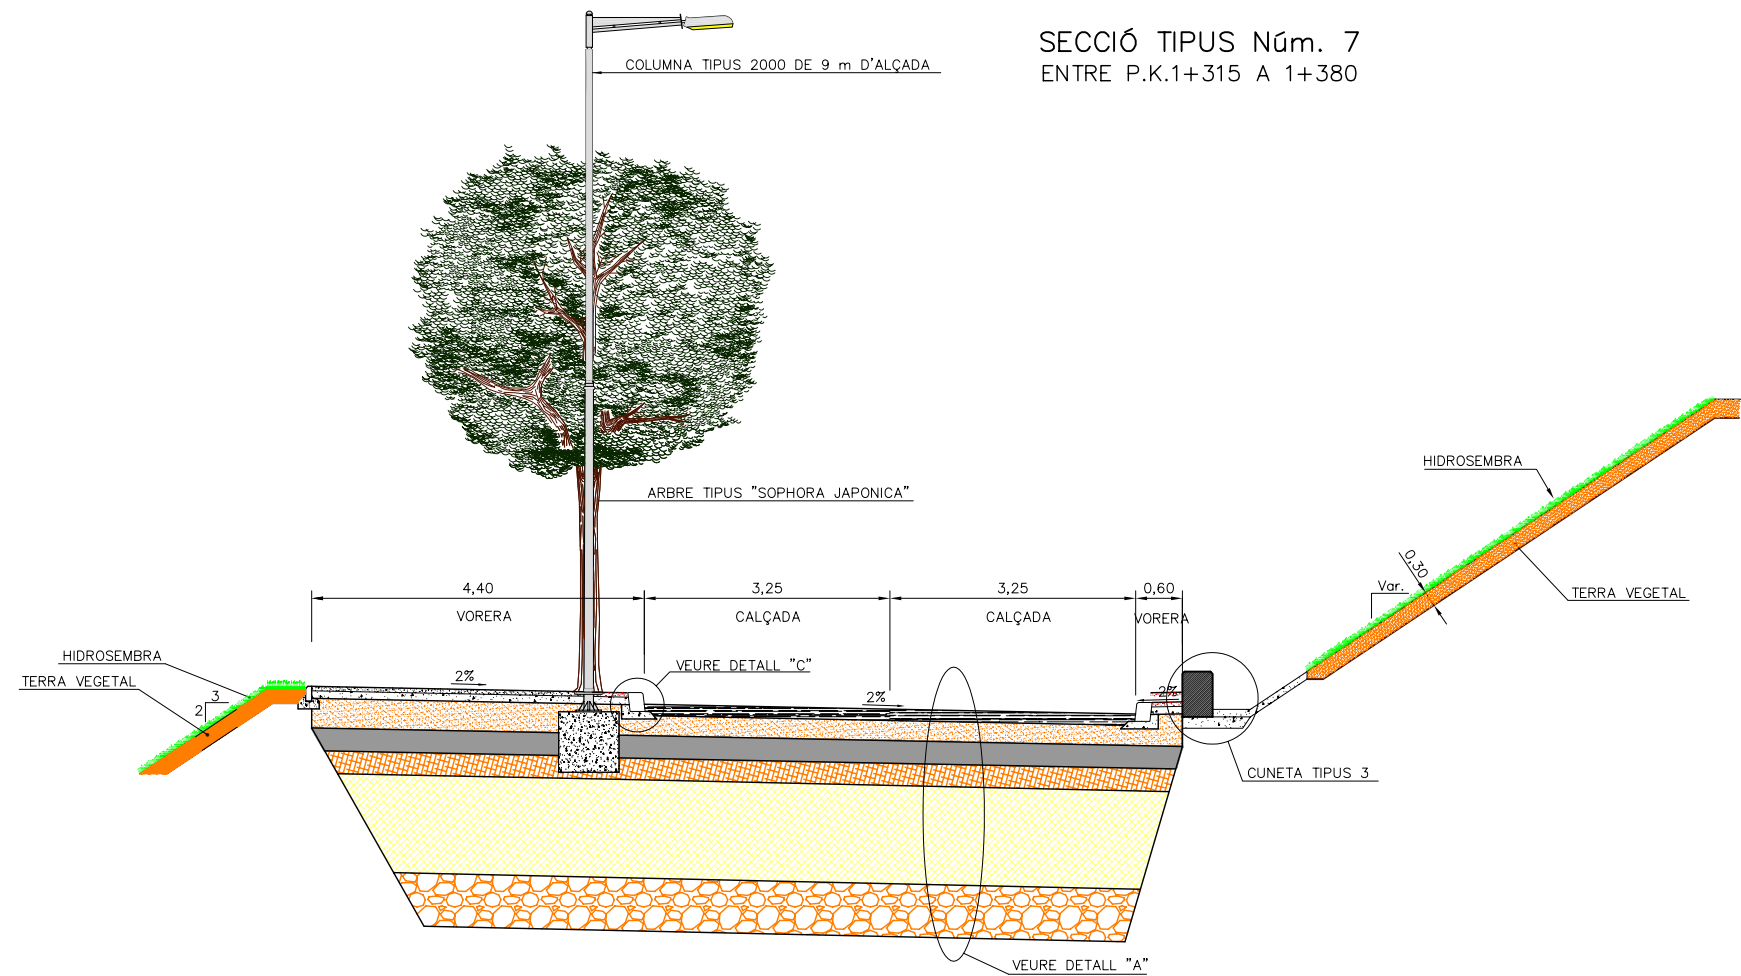 SECCIÓ TIPUS Núm. 7
ENTRE P.K.1+315 A 1+380
COLUMNA TIPUS 2000 DE 9 m D'ALÇADA
HIDROSEMBRA
ARBRE TIPUS "SOPHORA JAPONICA"
0,30
Var.
TERRA VEGETAL
4,40
3,25
3,25
0,60
VORERA
CALÇADA
CALÇADA
VORERA
HIDROSEMBRA
VEURE DETALL "C"
TERRA VEGETAL
2%
2%
2%
3
2
CUNETA TIPUS 3
VEURE DETALL "A"